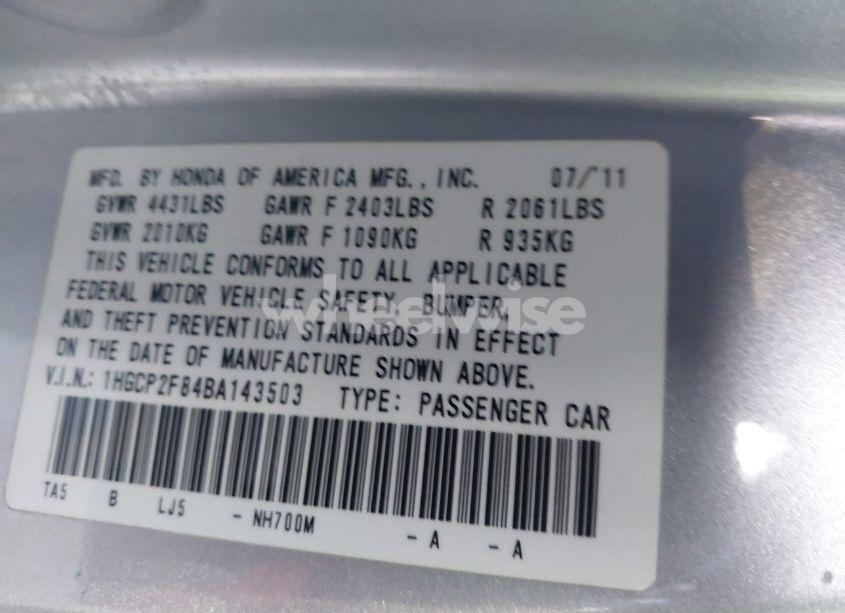 MFD. BY HONDA OF AMERICA MFG., INC. 07/'11
GVWR 4431LBS GAWR F 2403LBS R 2061LBS
GVWR 2010KG GAWR F 1090KG R 935KG
THIS VEHICLE CONFORMS TO ALL APPLICABLE
FEDERAL MOTOR VEHICLE SAFETY, BUMPER,
AND THEFT PREVENTION STANDARDS IN EFFECT
ON THE DATE OF MANUFACTURE SHOWN ABOVE.
V.I.N.: 1HGCP2F84BA143503 TYPE: PASSENGER CAR
TA5 B LJ5 - NH700M - A - A
wheelwise